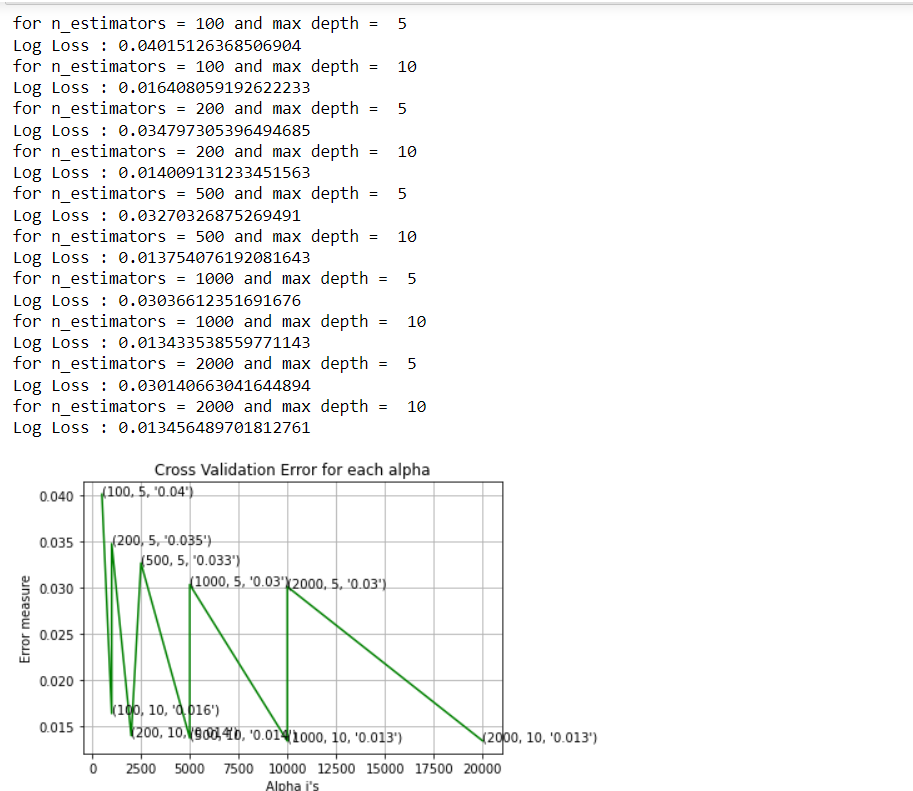 for n_estimators = 100 and max depth =  5
Log Loss : 0.04015126368506904
for n_estimators = 100 and max depth =  10
Log Loss : 0.016408059192622233
for n_estimators = 200 and max depth =  5
Log Loss : 0.034797305396494685
for n_estimators = 200 and max depth =  10
Log Loss : 0.014009131233451563
for n_estimators = 500 and max depth =  5
Log Loss : 0.03270326875269491
for n_estimators = 500 and max depth =  10
Log Loss : 0.013754076192081643
for n_estimators = 1000 and max depth =  5
Log Loss : 0.03036612351691676
for n_estimators = 1000 and max depth =  10
Log Loss : 0.013433538559771143
for n_estimators = 2000 and max depth =  5
Log Loss : 0.030140663041644894
for n_estimators = 2000 and max depth =  10
Log Loss : 0.013456489701812761
Cross Validation Error for each alpha
Error measure
0.040
0.035
0.030
0.025
0.020
0.015
(100, 5, '0.04')
(200, 5, '0.035')
(500, 5, '0.033')
(1000, 5, '0.03')
(2000, 5, '0.03')
(100, 10, '0.016')
(200, 10, '0.014')
(500, 10, '0.014')
(1000, 10, '0.013')
(2000, 10, '0.013')
0 2500 5000 7500 10000 12500 15000 17500 20000
Alpha i's